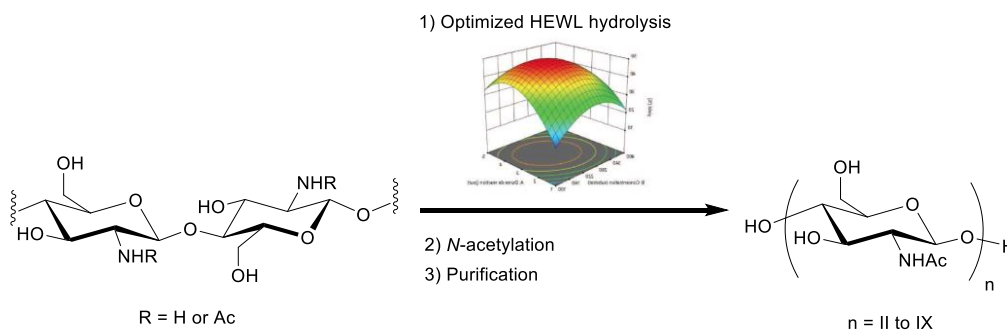 1) Optimized HEWL hydrolysis
OH
NHR
O
HO
O
O
HO
O
O
NHR
OH
R = H or Ac
2) N-acetylation
3) Purification
OH
HO
O
HO
O
H
NHAc
n
n = II to IX